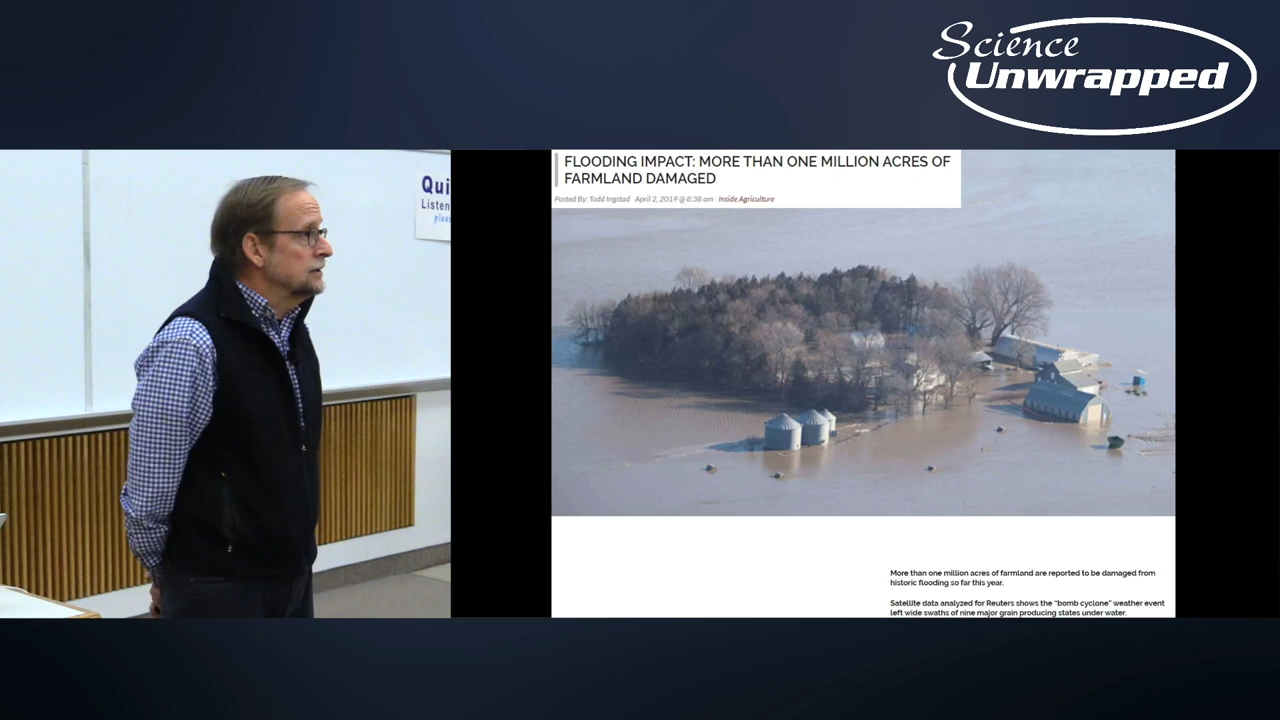 Science
Unwrapped
FLOODING IMPACT: MORE THAN ONE MILLION ACRES OF
FARMLAND DAMAGED
Posted By: Todd Ingstad April 2, 2019 @ 8:38 am Inside Agriculture
More than one million acres of farmland are reported to be damaged from
historic flooding so far this year.
Satellite data analyzed for Reuters shows the "bomb cyclone" weather event
left wide swaths of nine major grain producing states under water.
Qui
Listen
pleas